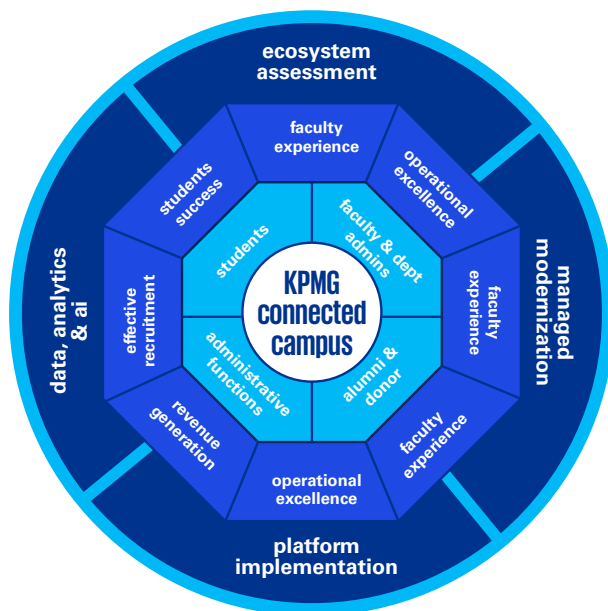 ecosystem
assessment
faculty
experience
operational
excellence
students
success
students
faculty & dept
admins
KPMG
connected
campus
managed
modernization
faculty
experience
data, analytics
& ai
effective
recruitment
administrative
functions
alumni &
donor
revenue
generation
faculty
experience
operational
excellence
platform
implementation